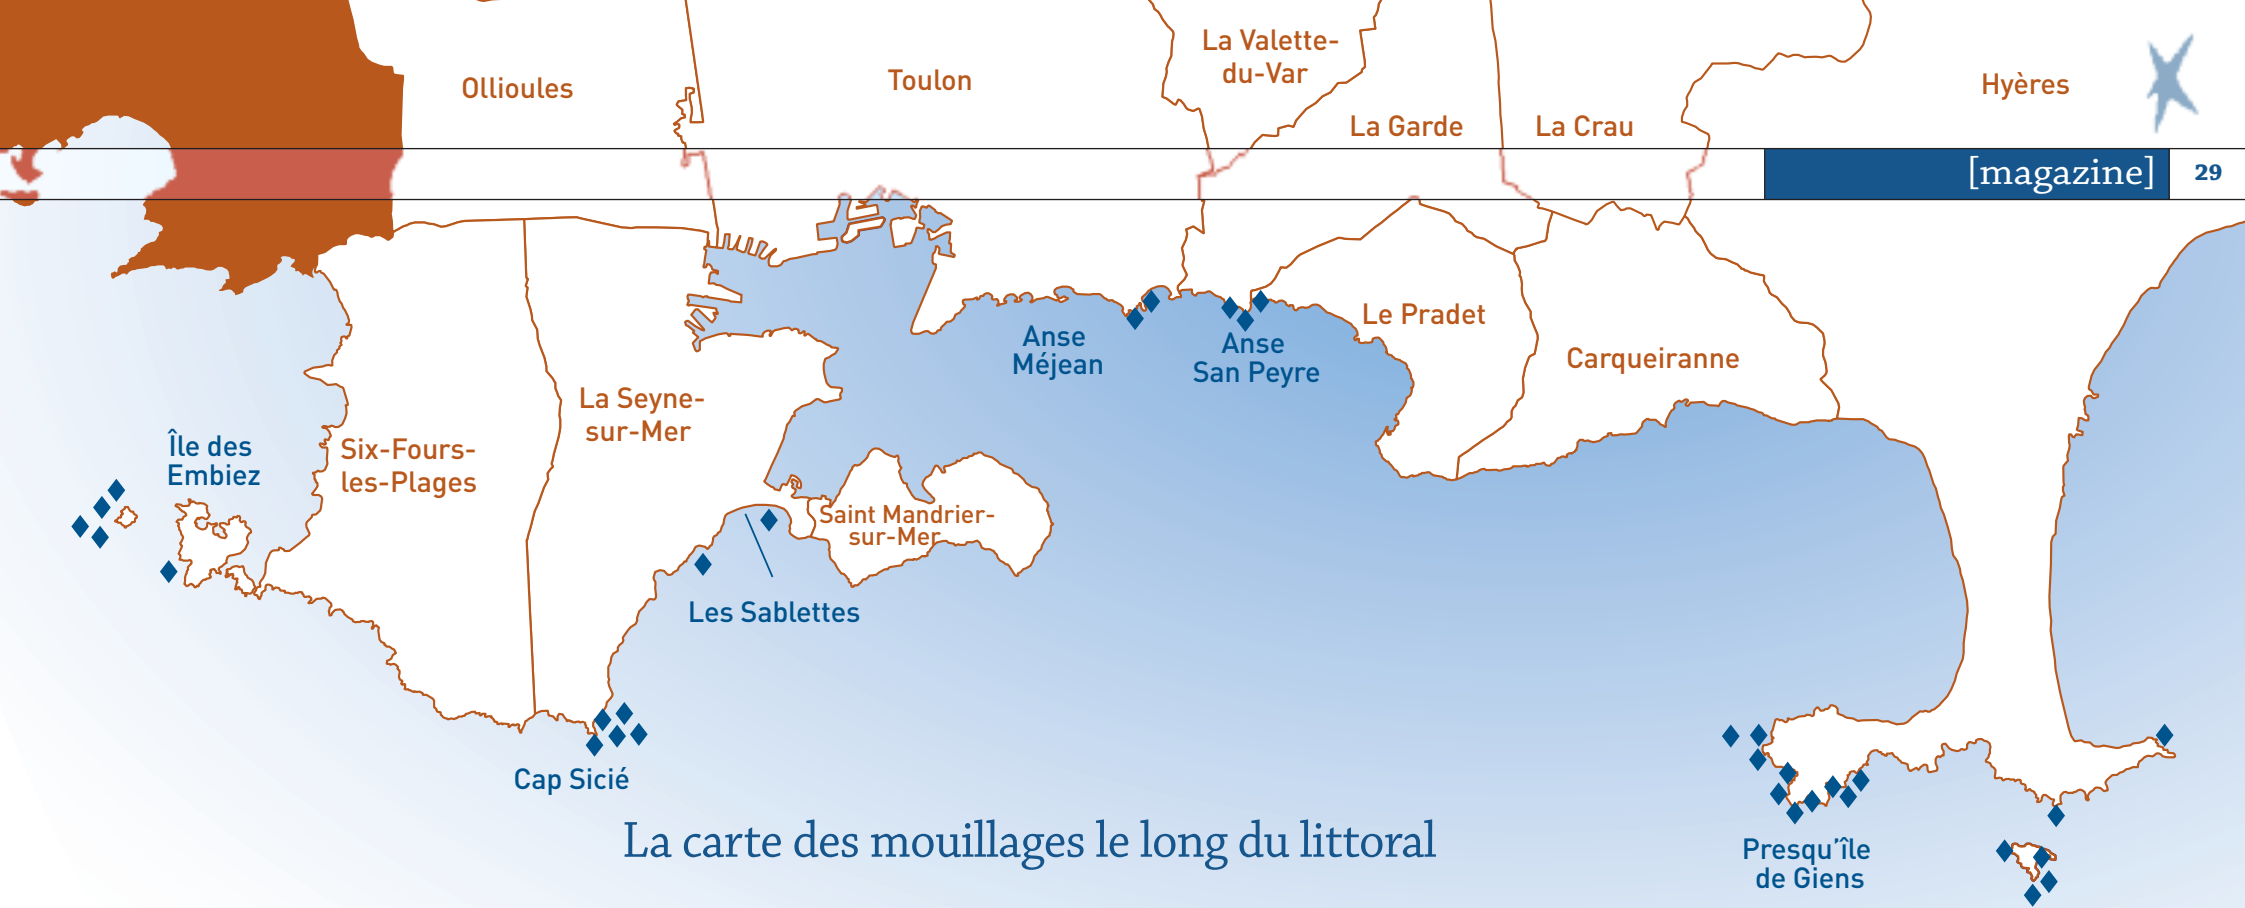 Ollioules
Toulon
La Valette-
du-Var
La Garde
La Crau
Hyères
[magazine]
29
Le Pradet
Carqueiranne
Anse
Méjean
Anse
San Peyre
La Seyne-
sur-Mer
Six-Fours-
les-Plages
Île des
Embiez
Saint Mandrier-
sur-Mer
Les Sablettes
Cap Sicié
La carte des mouillages le long du littoral
Presqu'île
de Giens